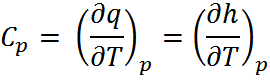 C_p = (∂q/∂T)_p = (∂h/∂T)_p